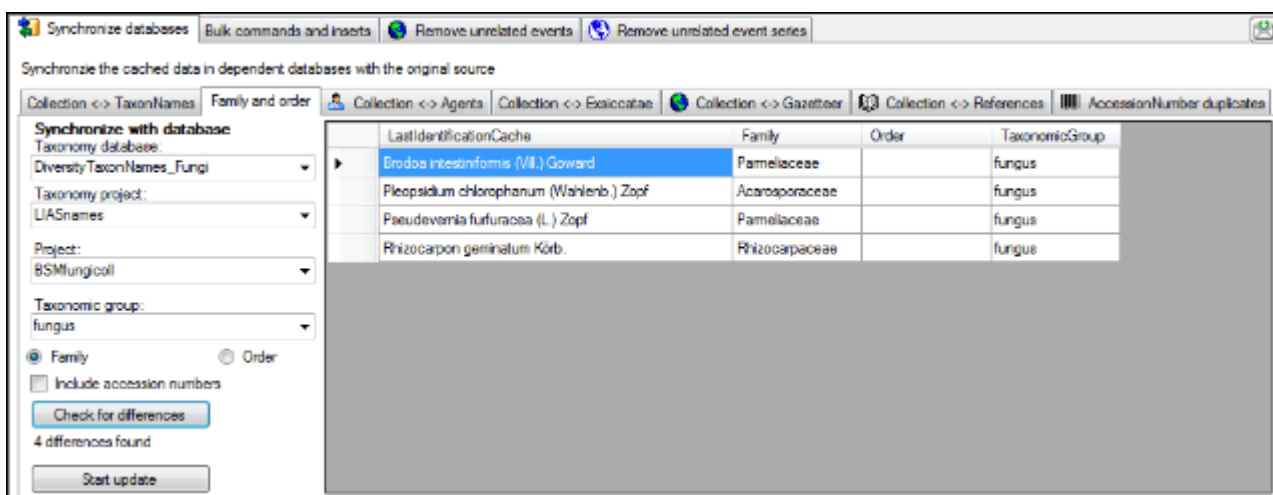 Synchronize databases Bulk commands and inserts Remove unrelated events Remove unrelated event series
Synchronzie the cached data in dependent databases with the original source
Collection <-> TaxonNames Family and order Collection <-> Agents Collection <-> Exsiccatae Collection <-> Gazetteer Collection <-> References AccessionNumber duplicates
Synchronize with database
Taxonomy database:
DiversityTaxonNames_Fungi
Taxonomy project:
LIASnames
Project:
BSMfungicoll
Taxonomic group:
fungus
Family Order
Include accession numbers
Check for differences
4 differences found
Start update
LastIdentificationCache Family Order TaxonomicGroup
Brodoa intestiniformis (Vill.) Goward Parmeliaceae fungus
Pleopsidium chlorophanum (Wahlenb.) Zopf Acarosporaceae fungus
Pseudevernia furfuracea (L.) Zopf Parmeliaceae fungus
Rhizocarpon geminatum Körb. Rhizocarpaceae fungus